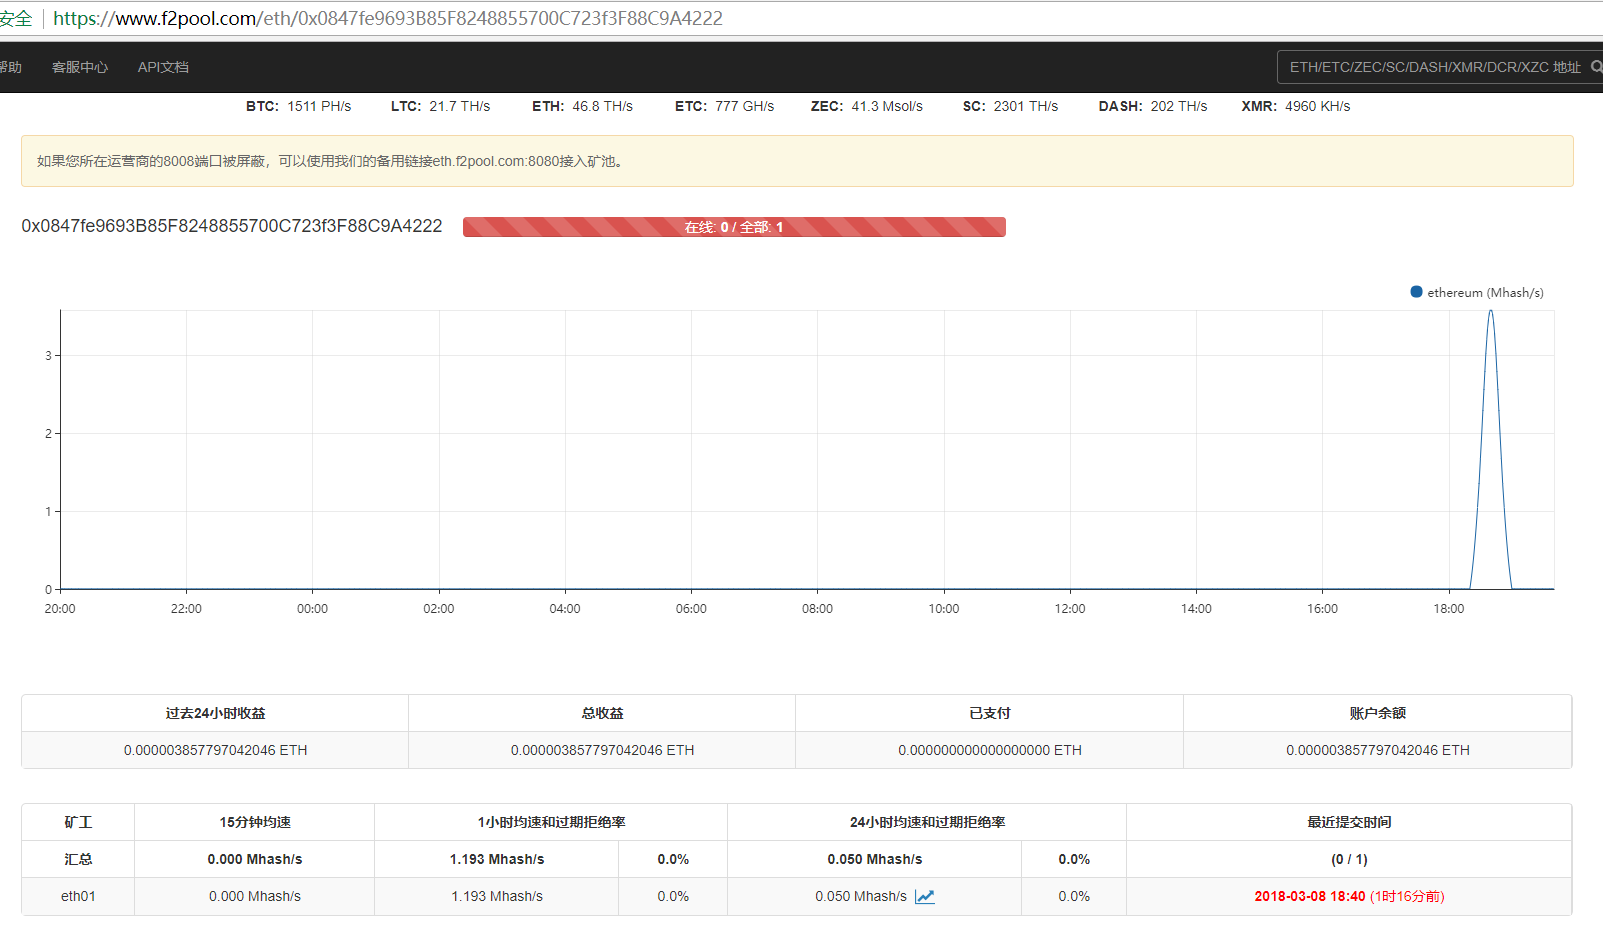 安全 https://www.f2pool.com/eth/0x0847fe9693B85F8248855700C723f3F88C9A4222
帮助 客服中心 API文档 ETH/ETC/ZEC/SC/DASH/XMR/DCR/XZC 地址
BTC: 1511 PH/s LTC: 21.7 TH/s ETH: 46.8 TH/s ETC: 777 GH/s ZEC: 41.3 Msol/s SC: 2301 TH/s DASH: 202 TH/s XMR: 4960 KH/s
如果您所在运营商的8008端口被屏蔽，可以使用我们的备用链接eth.f2pool.com:8080接入矿池。
0x0847fe9693B85F8248855700C723f3F88C9A4222 在线: 0 / 全部: 1
ethereum (Mhash/s)
3
2
1
0
20:00 22:00 00:00 02:00 04:00 06:00 08:00 10:00 12:00 14:00 16:00 18:00
过去24小时收益 总收益 已支付 账户余额
0.000003857797042046 ETH 0.000003857797042046 ETH 0.000000000000000000 ETH 0.000003857797042046 ETH
矿工 15分钟均速 1小时均速和过期拒绝率 24小时均速和过期拒绝率 最近提交时间
汇总 0.000 Mhash/s 1.193 Mhash/s 0.0% 0.050 Mhash/s 0.0% (0 / 1)
eth01 0.000 Mhash/s 1.193 Mhash/s 0.0% 0.050 Mhash/s 0.0% 2018-03-08 18:40 (1时16分前)